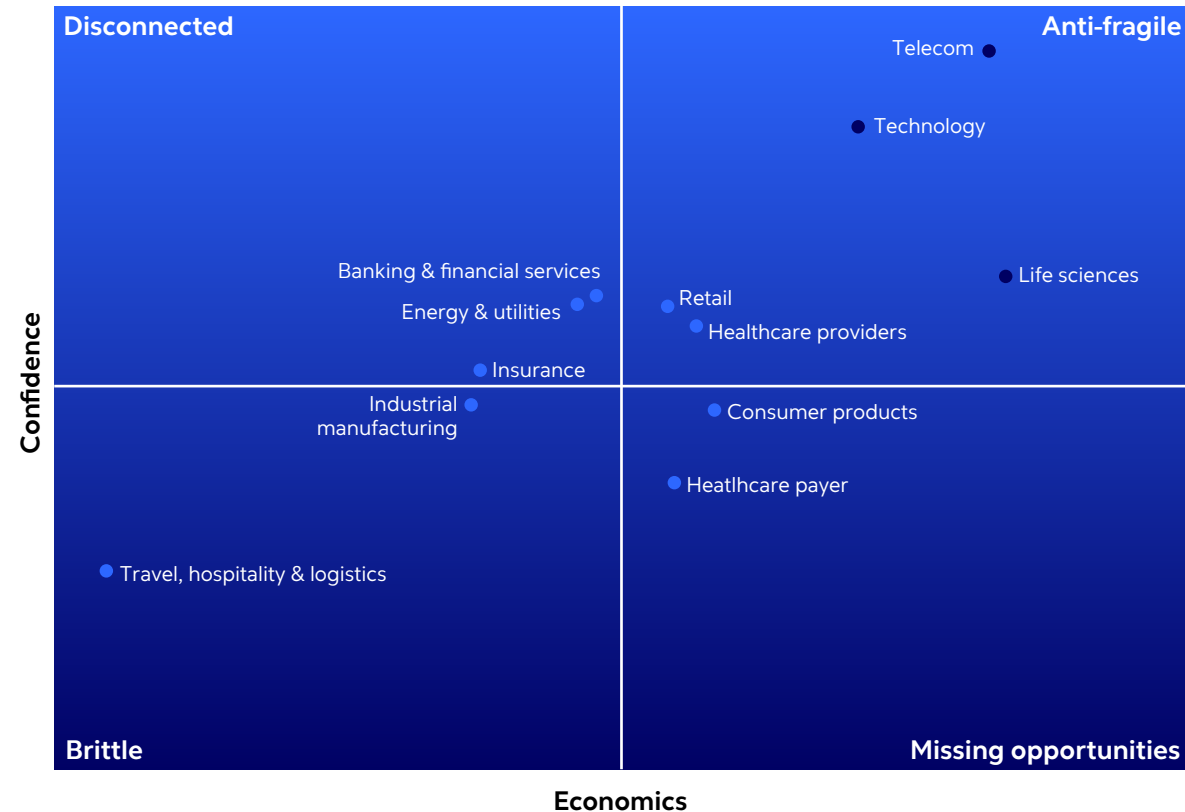 Disconnected
Anti-fragile
Telecom
Technology
Banking & financial services
Life sciences
Energy & utilities
Retail
Healthcare providers
Insurance
Confidence
Industrial
manufacturing
Consumer products
Heatlhcare payer
Travel, hospitality & logistics
Brittle
Missing opportunities
Economics